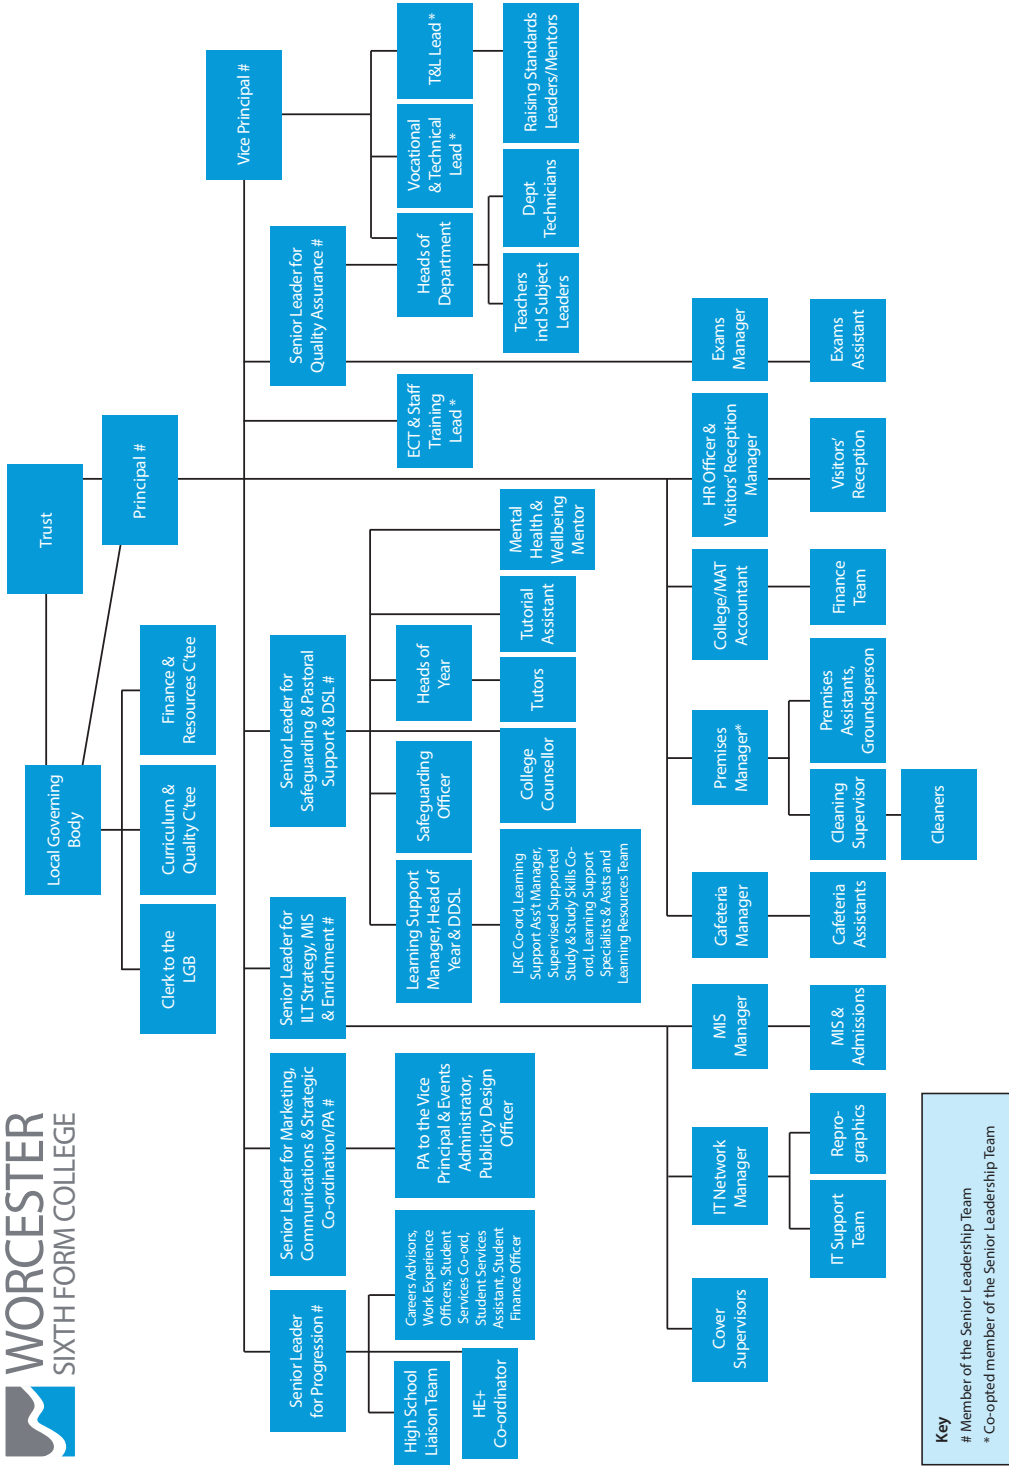 WORCESTER
SIXTH FORM COLLEGE
Trust
Local Governing
Body
Principal #
Clerk to the
LGB
Curriculum &
Quality C'tee
Finance &
Resources C'tee
Vice Principal #
Senior Leader
for Progression #
Senior Leader for Marketing,
Communications & Strategic
Co-ordination/PA #
Senior Leader for
ILT Strategy, MIS
& Enrichment #
Senior Leader for
Safeguarding & Pastoral
Support & DSL #
Senior Leader for
Quality Assurance #
High School
Liaison Team
HE+
Co-ordinator
Careers Advisors,
Work Experience
Officers, Student
Services Co-ord,
Student Services
Assistant, Student
Finance Officer
PA to the Vice
Principal & Events
Administrator,
Publicity Design
Officer
Learning Support
Manager, Head of
Year & DDSL
Safeguarding
Officer
Heads of
Year
ECT & Staff
Training
Lead *
Heads of
Department
Vocational
& Technical
Lead *
T&L Lead *
LRC Co-ord, Learning
Support Ass't Manager,
Supervised Supported
Study & Study Skills Co-
ord, Learning Support
Specialists & Assts and
Learning Resources Team
College
Counsellor
Tutors
Tutorial
Assistant
Mental
Health &
Wellbeing
Mentor
Teachers
incl Subject
Leaders
Dept
Technicians
Raising Standards
Leaders/Mentors
Cover
Supervisors
IT Network
Manager
MIS
Manager
Cafeteria
Manager
Premises
Manager*
College/MAT
Accountant
HR Officer &
Visitors' Reception
Manager
Exams
Manager
IT Support
Team
Repro-
graphics
MIS &
Admissions
Cafeteria
Assistants
Cleaning
Supervisor
Premises
Assistants,
Groundsperson
Finance
Team
Visitors'
Reception
Exams
Assistant
Cleaners
Key
# Member of the Senior Leadership Team
* Co-opted member of the Senior Leadership Team